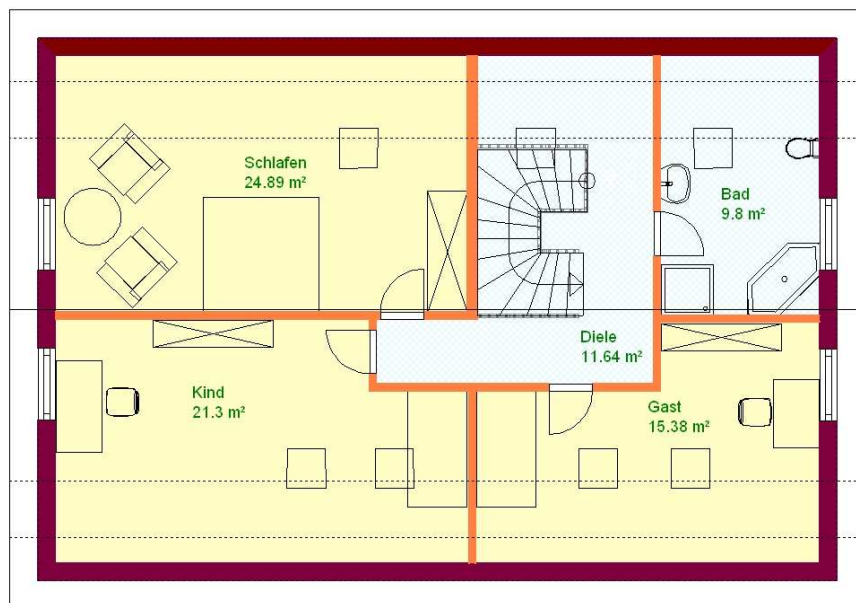 Schlafen
24.89 m²
Bad
9.8 m²
Diele
11.64 m²
Kind
21.3 m²
Gast
15.38 m²